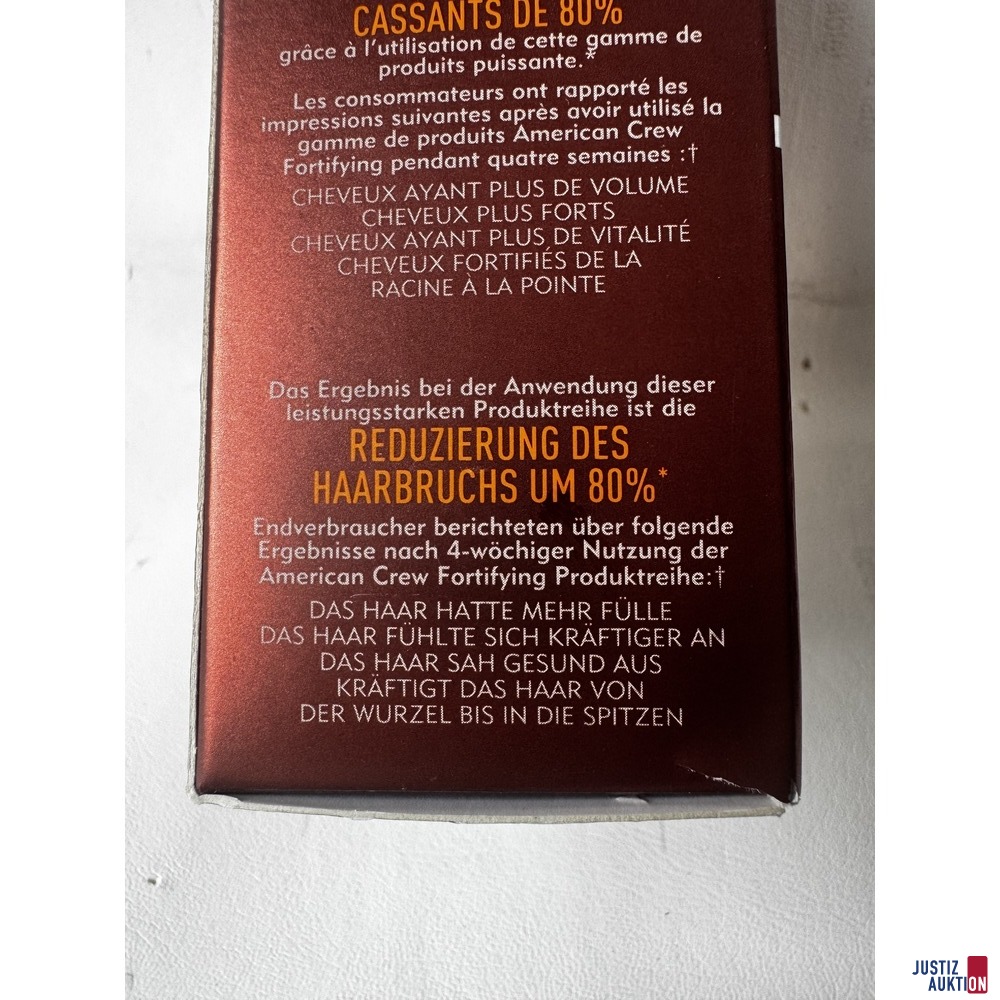 CASSANTS DE 80%
grâce à l'utilisation de cette gamme de
produits puissante.*
Les consommateurs ont rapporté les
impressions suivantes après avoir utilisé la
gamme de produits American Crew
Fortifying pendant quatre semaines :†
CHEVEUX AYANT PLUS DE VOLUME
CHEVEUX PLUS FORTS
CHEVEUX AYANT PLUS DE VITALITÉ
CHEVEUX FORTIFIÉS DE LA
RACINE À LA POINTE
Das Ergebnis bei der Anwendung dieser
leistungsstarken Produktreihe ist die
REDUZIERUNG DES
HAARBRUCHS UM 80%*
Endverbraucher berichteten über folgende
Ergebnisse nach 4-wöchiger Nutzung der
American Crew Fortifying Produktreihe:†
DAS HAAR HATTE MEHR FÜLLE
DAS HAAR FÜHLTE SICH KRÄFTIGER AN
DAS HAAR SAH GESUND AUS
KRÄFTIGT DAS HAAR VON
DER WURZEL BIS IN DIE SPITZEN
JUSTIZ
AUKTION